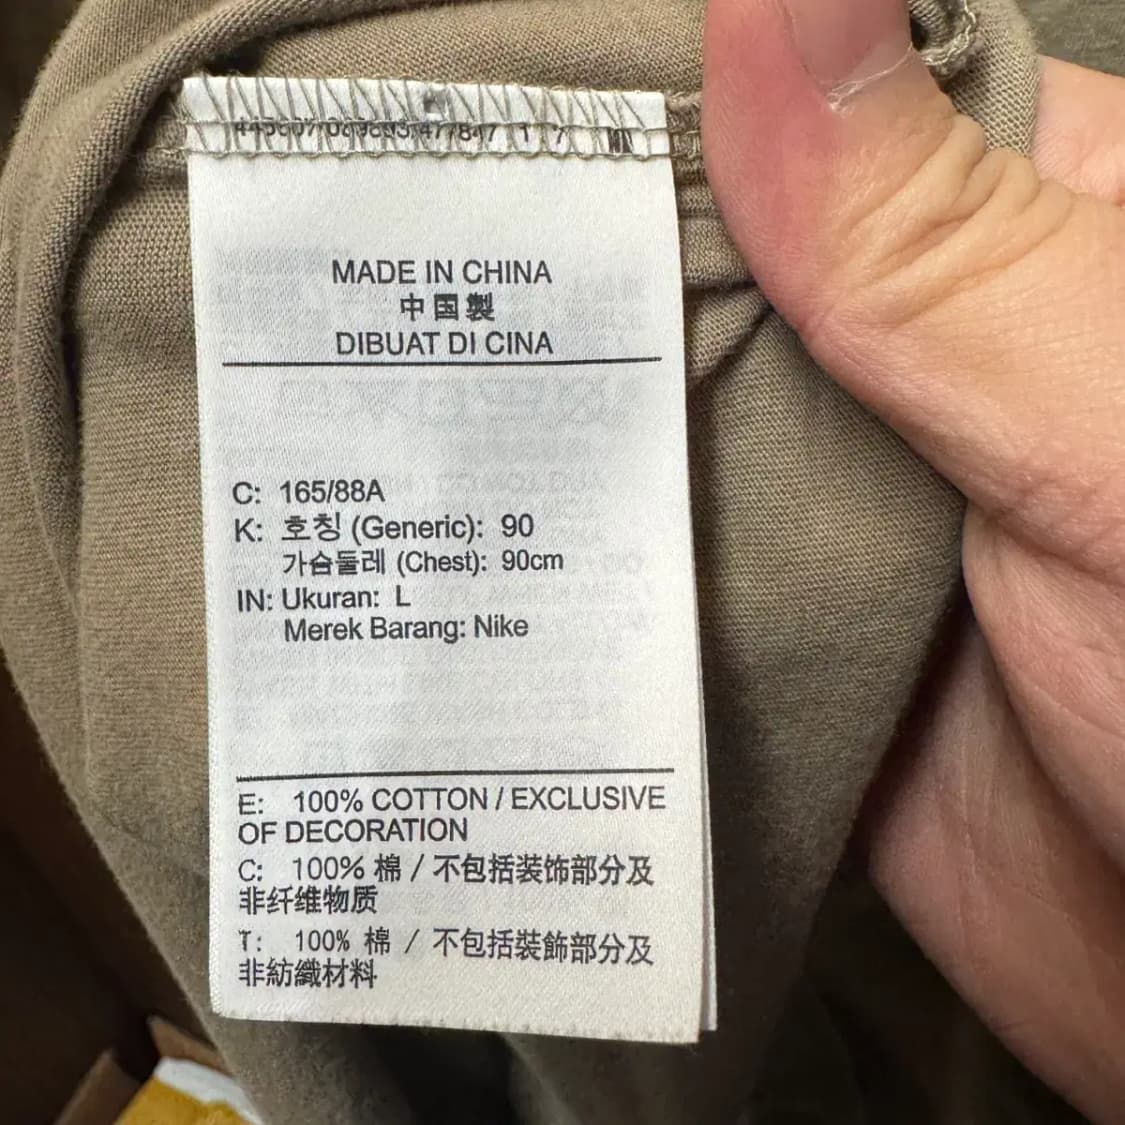 MADE IN CHINA
中国製
DIBUAT DI CINA
C: 165/88A
K: 호칭 (Generic): 90
가슴둘레 (Chest): 90cm
IN: Ukuran: L
Merek Barang: Nike
E: 100% COTTON / EXCLUSIVE
OF DECORATION
C: 100% 棉 / 不包括装饰部分及
非纤维物质
T: 100% 棉 / 不包括裝飾部分及
非紡織材料